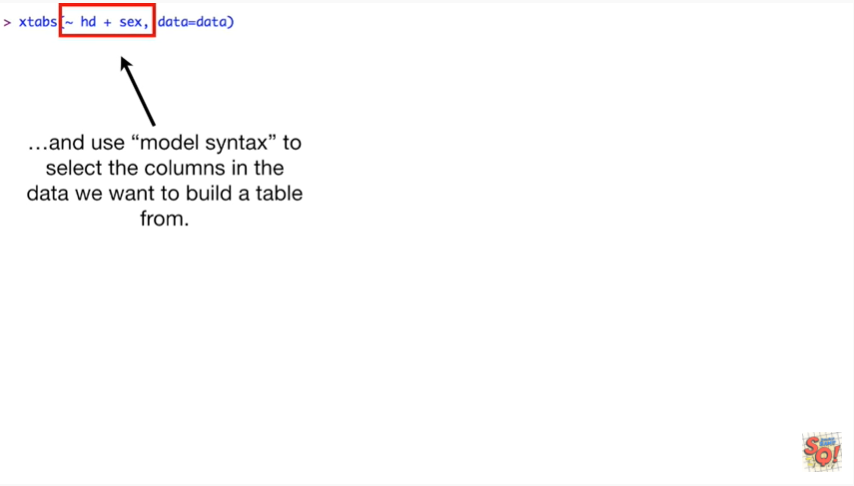 > xtabs(~ hd + sex, data=data)
…and use “model syntax” to
select the columns in the
data we want to build a table
from.
SQ!